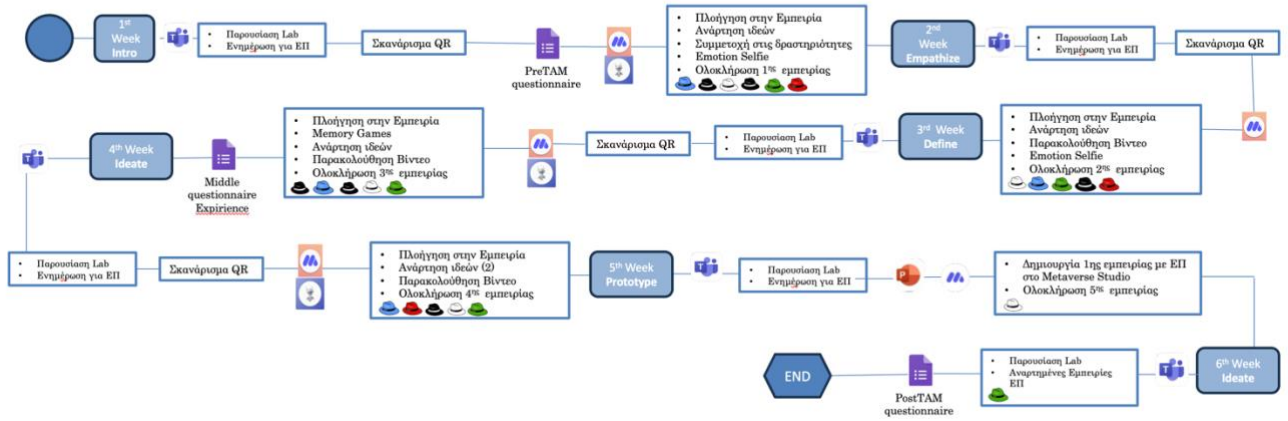 1st
Week
Intro
• Παρουσίαση Lab
• Ενημέρωση για ΕΠ
Σκανάρισμα QR
PreTAM
questionnaire
• Πλοήγηση στην Εμπειρία
• Ανάρτηση ιδεών
• Συμμετοχή στις δραστηριότητες
• Emotion Selfie
• Ολοκλήρωση 1ης εμπειρίας
2nd
Week
Empathize
• Παρουσίαση Lab
• Ενημέρωση για ΕΠ
Σκανάρισμα QR
• Πλοήγηση στην Εμπειρία
• Ανάρτηση ιδεών
• Παρακολούθηση Βίντεο
• Emotion Selfie
• Ολοκλήρωση 2ης εμπειρίας
3rd Week
Define
• Παρουσίαση Lab
• Ενημέρωση για ΕΠ
Σκανάρισμα QR
• Πλοήγηση στην Εμπειρία
• Memory Games
• Ανάρτηση ιδεών
• Παρακολούθηση Βίντεο
• Ολοκλήρωση 3ης εμπειρίας
Middle
questionnaire
Expirience
4th Week
Ideate
• Παρουσίαση Lab
• Ενημέρωση για ΕΠ
Σκανάρισμα QR
• Πλοήγηση στην Εμπειρία
• Ανάρτηση ιδεών (2)
• Παρακολούθηση Βίντεο
• Ολοκλήρωση 4ης εμπειρίας
5th Week
Prototype
• Παρουσίαση Lab
• Ενημέρωση για ΕΠ
• Δημιουργία 1ης εμπειρίας με ΕΠ
στο Metaverse Studio
• Ολοκλήρωση 5ης εμπειρίας
6th Week
Ideate
• Παρουσίαση Lab
• Αναρτημένες Εμπειρίες
ΕΠ
PostTAM
questionnaire
END